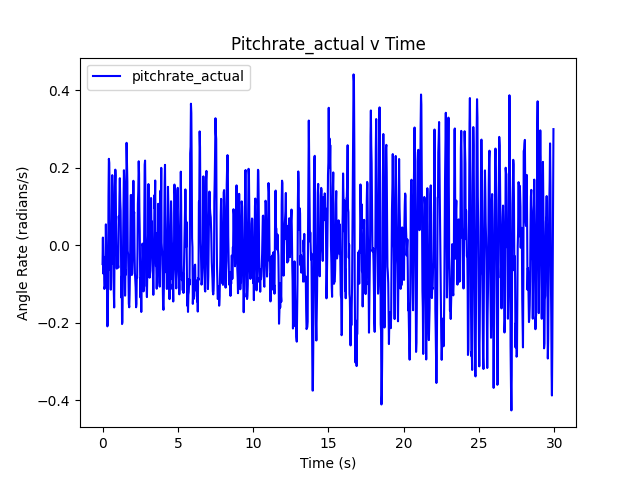 Pitchrate_actual v Time
pitchrate_actual
Angle Rate (radians/s)
0.4
0.2
0.0
−0.2
−0.4
0 5 10 15 20 25 30
Time (s)